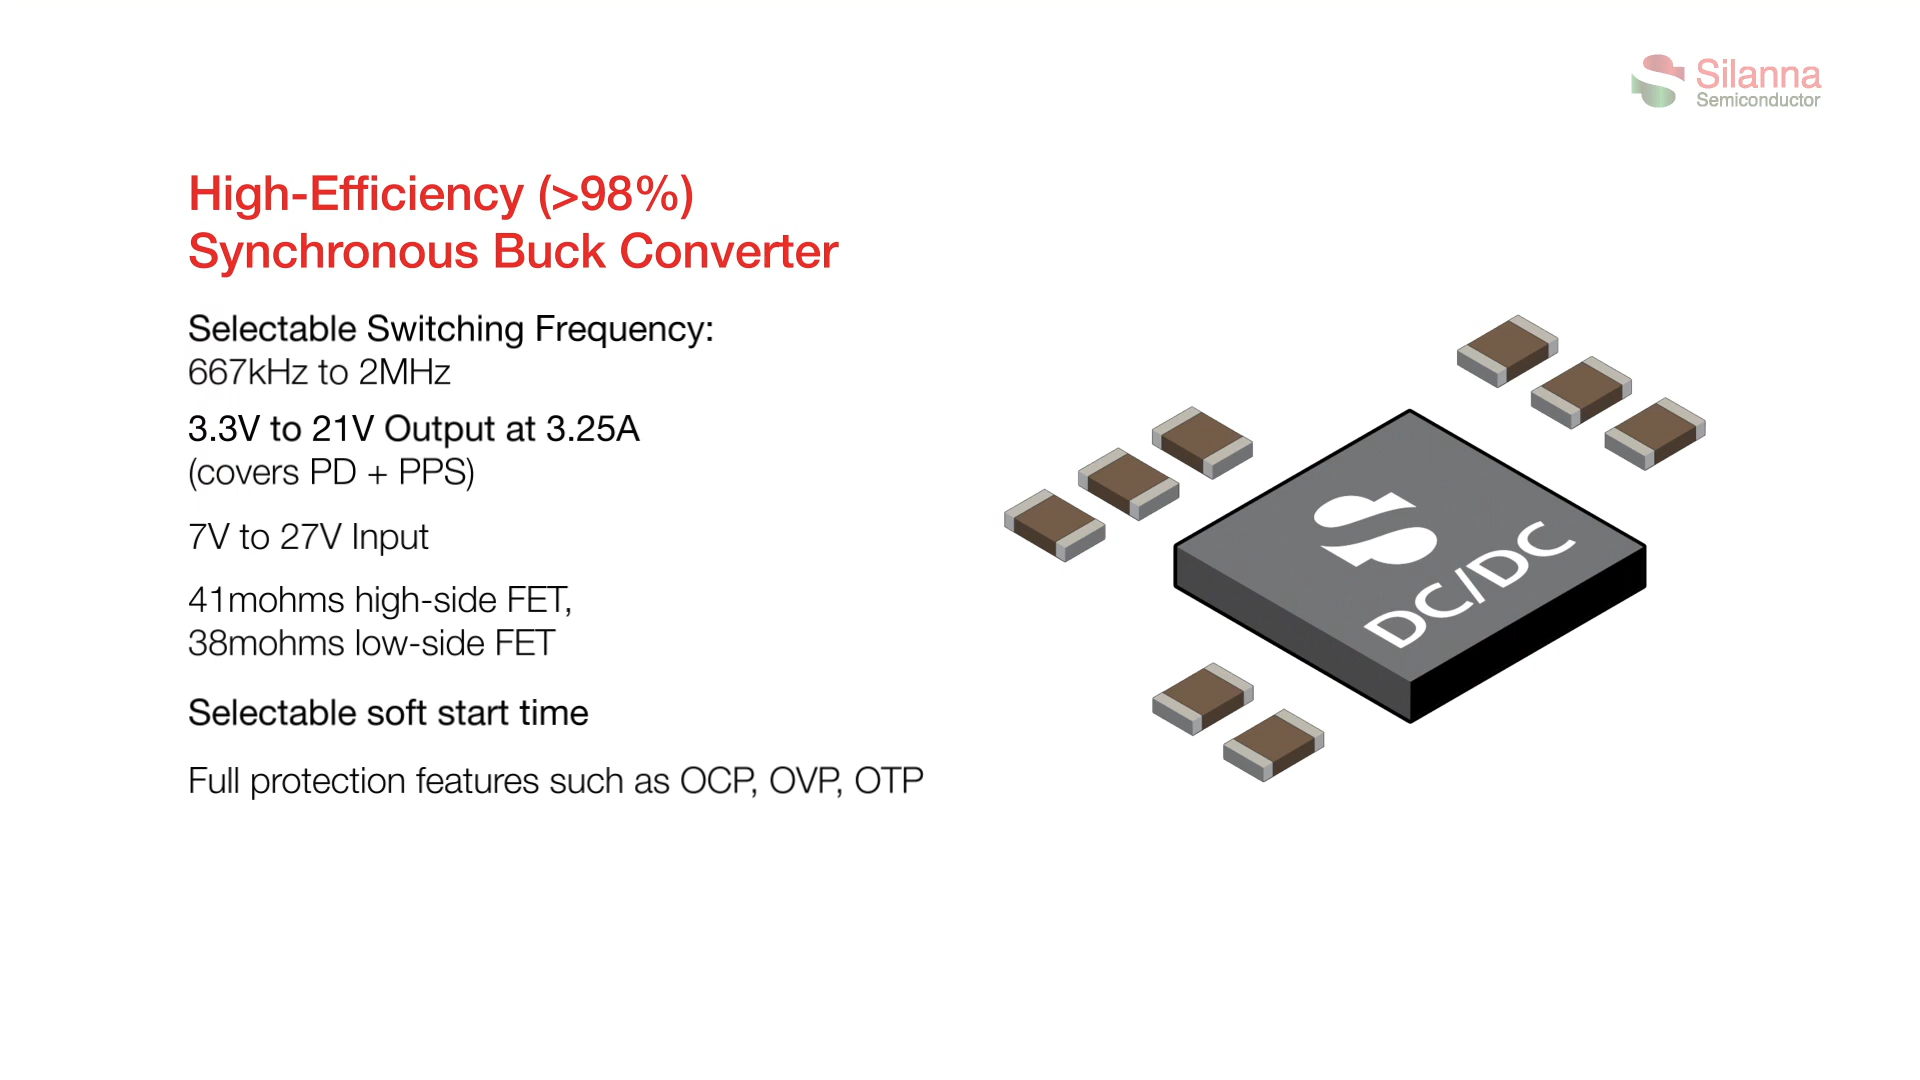 Silanna
Semiconductor
High-Efficiency (>98%)
Synchronous Buck Converter
Selectable Switching Frequency:
667kHz to 2MHz
3.3V to 21V Output at 3.25A
(covers PD + PPS)
7V to 27V Input
41mohms high-side FET,
38mohms low-side FET
Selectable soft start time
Full protection features such as OCP, OVP, OTP
DC/DC